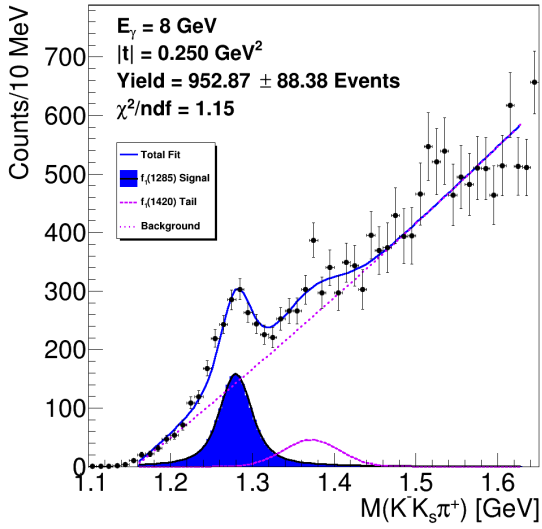 E_γ = 8 GeV
|t| = 0.250 GeV²
Yield = 952.87 ± 88.38 Events
χ²/ndf = 1.15
Total Fit
f₁(1285) Signal
f₁(1420) Tail
Background
Counts/10 MeV
700
600
500
400
300
200
100
0
1.1 1.2 1.3 1.4 1.5 1.6
M(K⁻Kₛπ⁺) [GeV]